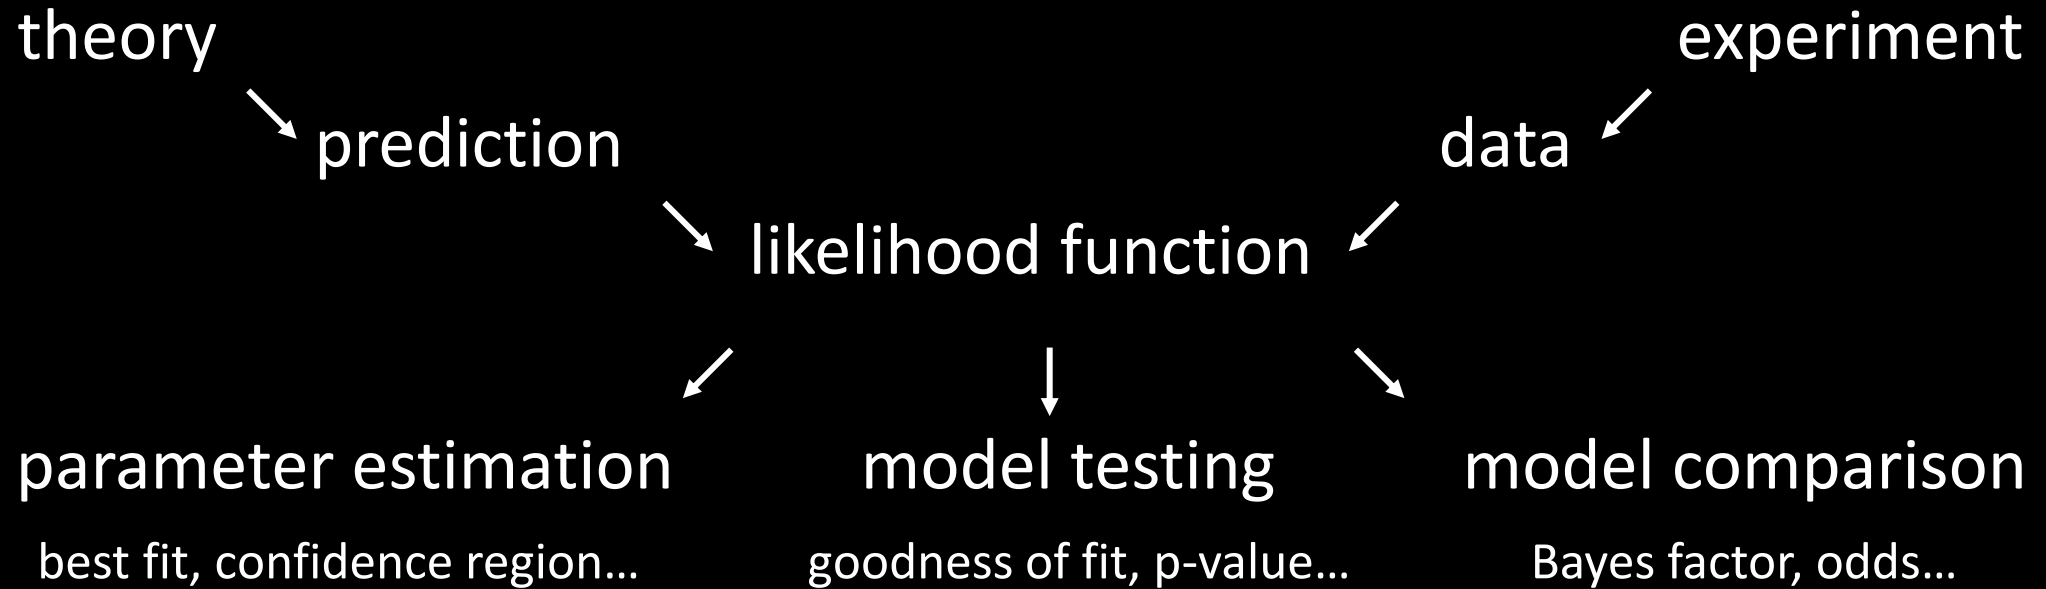 theory
experiment
prediction
data
likelihood function
parameter estimation
model testing
model comparison
best fit, confidence region...
goodness of fit, p-value...
Bayes factor, odds...